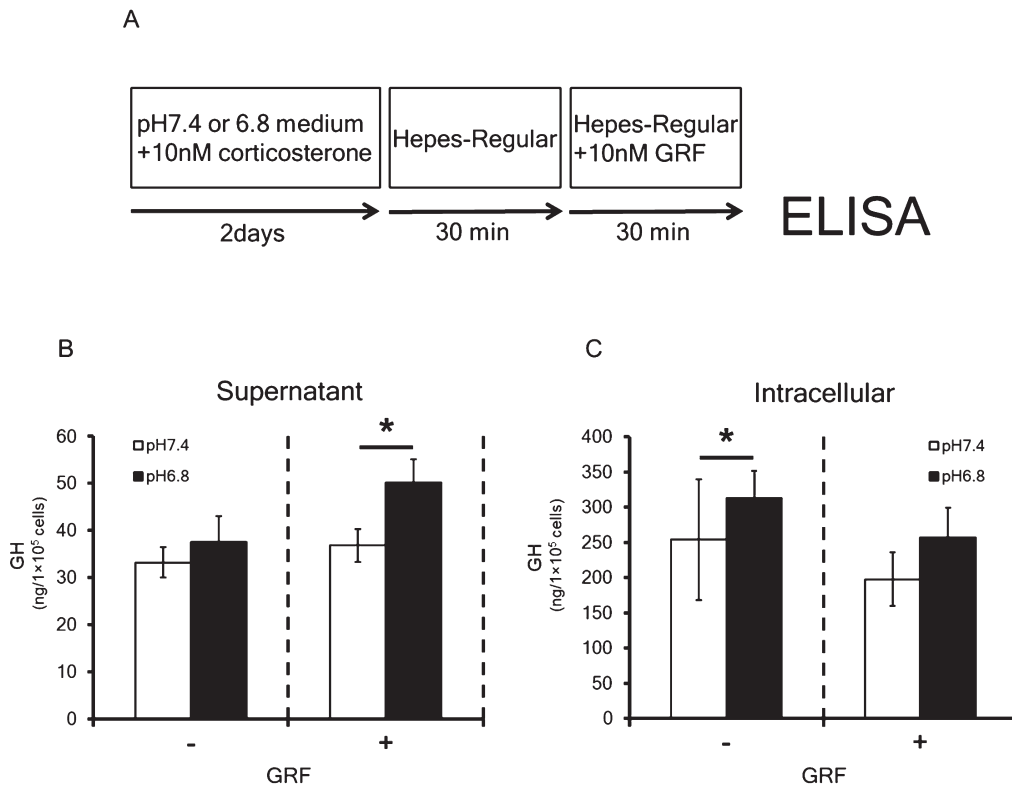 A
pH7.4 or 6.8 medium
+10nM corticosterone
Hepes-Regular
Hepes-Regular
+10nM GRF
2days
30 min
30 min
ELISA
B
Supernatant
*
pH7.4
pH6.8
60
50
40
30
20
10
0
GH
(ng/1×10⁵ cells)
-
+
GRF
C
Intracellular
*
pH7.4
pH6.8
400
350
300
250
200
150
100
50
0
GH
(ng/1×10⁵ cells)
-
+
GRF